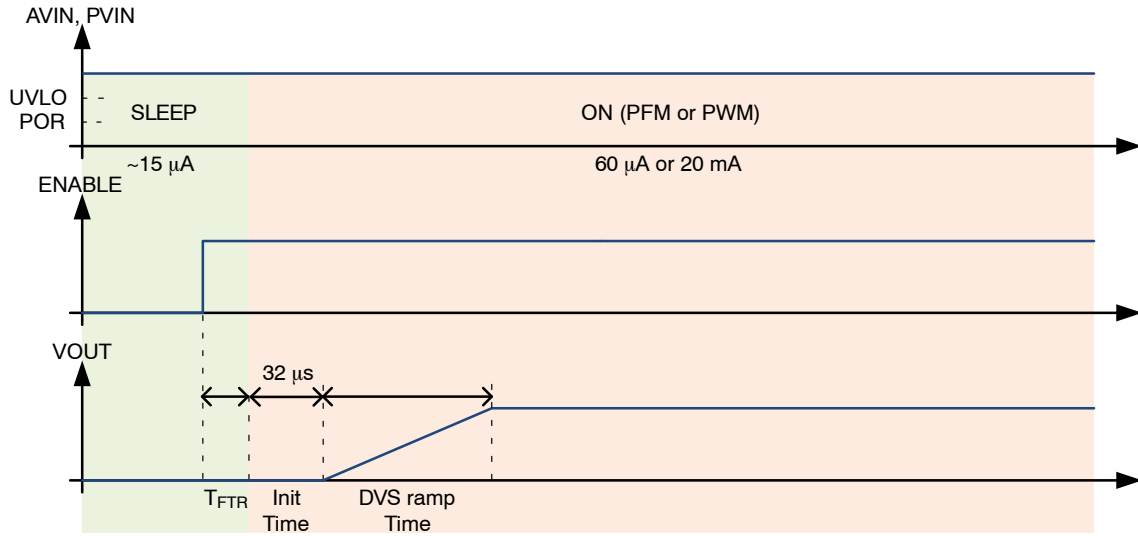 AVIN, PVIN
UVLO
POR
SLEEP
ON (PFM or PWM)
~15 μA
60 μA or 20 mA
ENABLE
VOUT
32 μs
TFTR
Init
Time
DVS ramp
Time